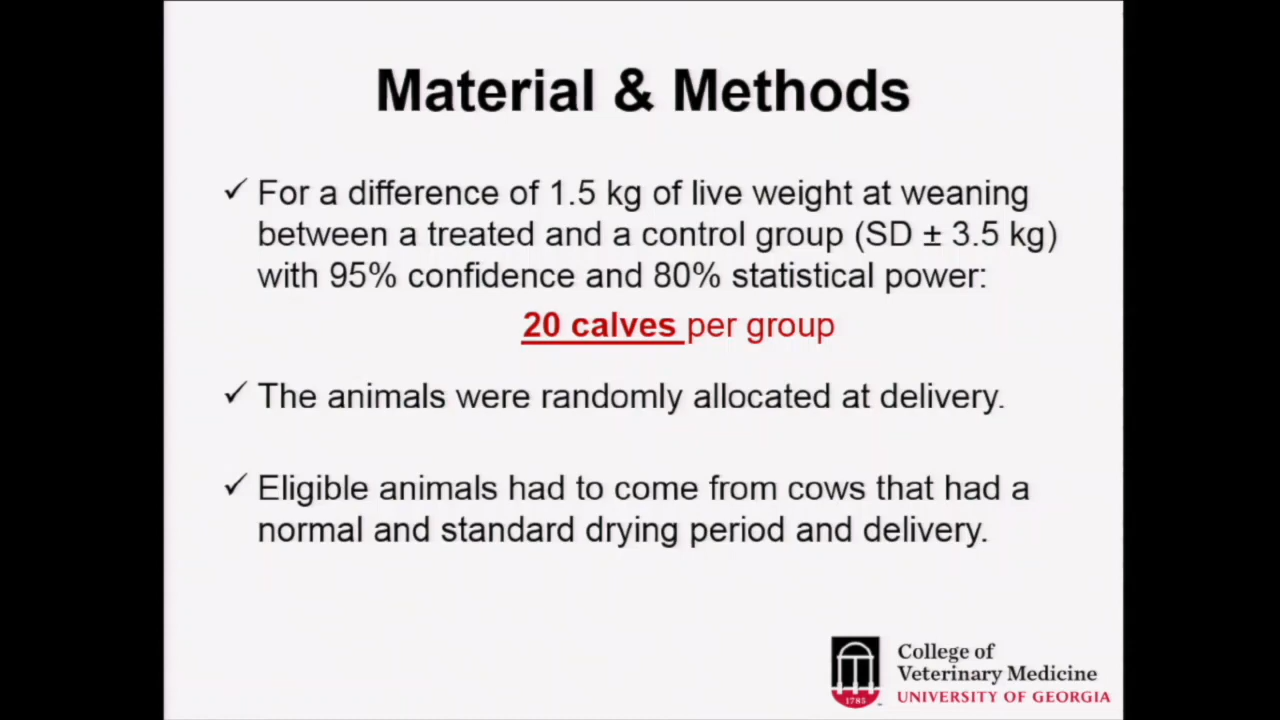 Material & Methods
✓ For a difference of 1.5 kg of live weight at weaning
between a treated and a control group (SD ± 3.5 kg)
with 95% confidence and 80% statistical power:
20 calves per group
✓ The animals were randomly allocated at delivery.
✓ Eligible animals had to come from cows that had a
normal and standard drying period and delivery.
1785
College of
Veterinary Medicine
UNIVERSITY OF GEORGIA